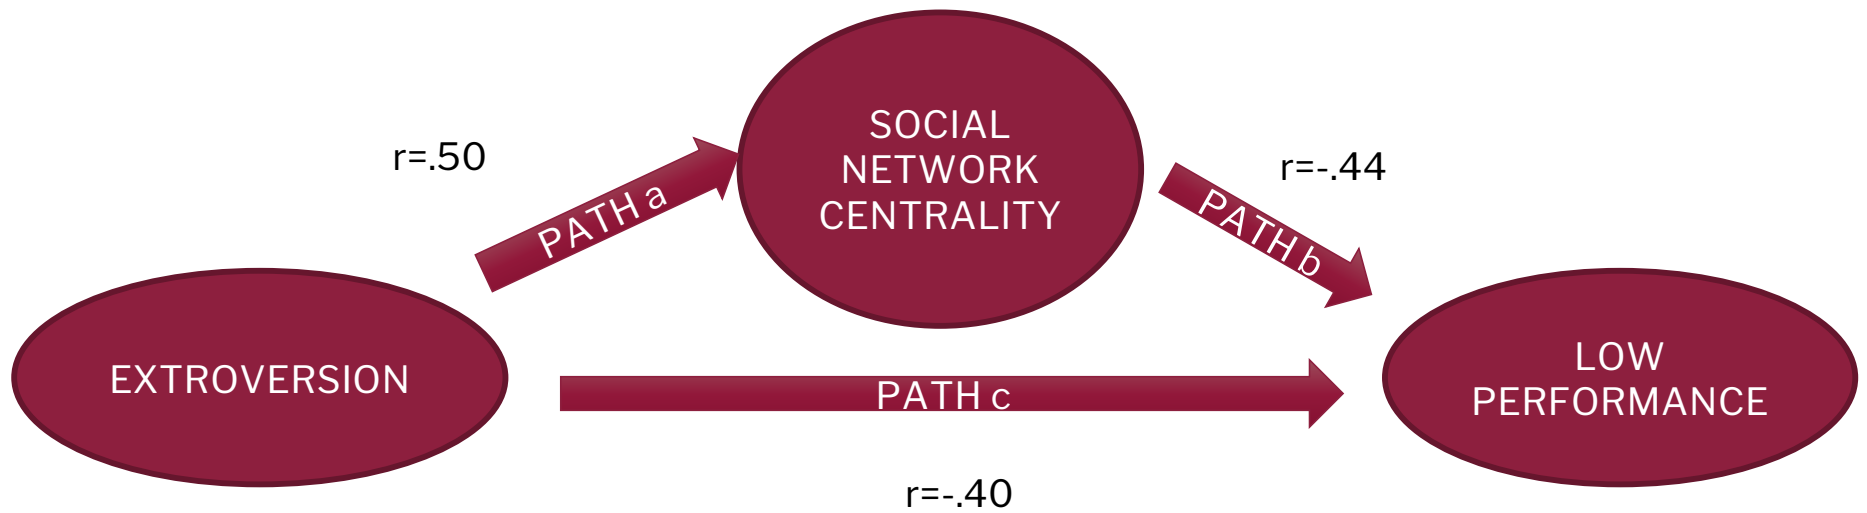 SOCIAL
NETWORK
CENTRALITY
r=.50
r=-.44
PATH a
PATH b
EXTROVERSION
LOW
PERFORMANCE
PATH c
r=-.40